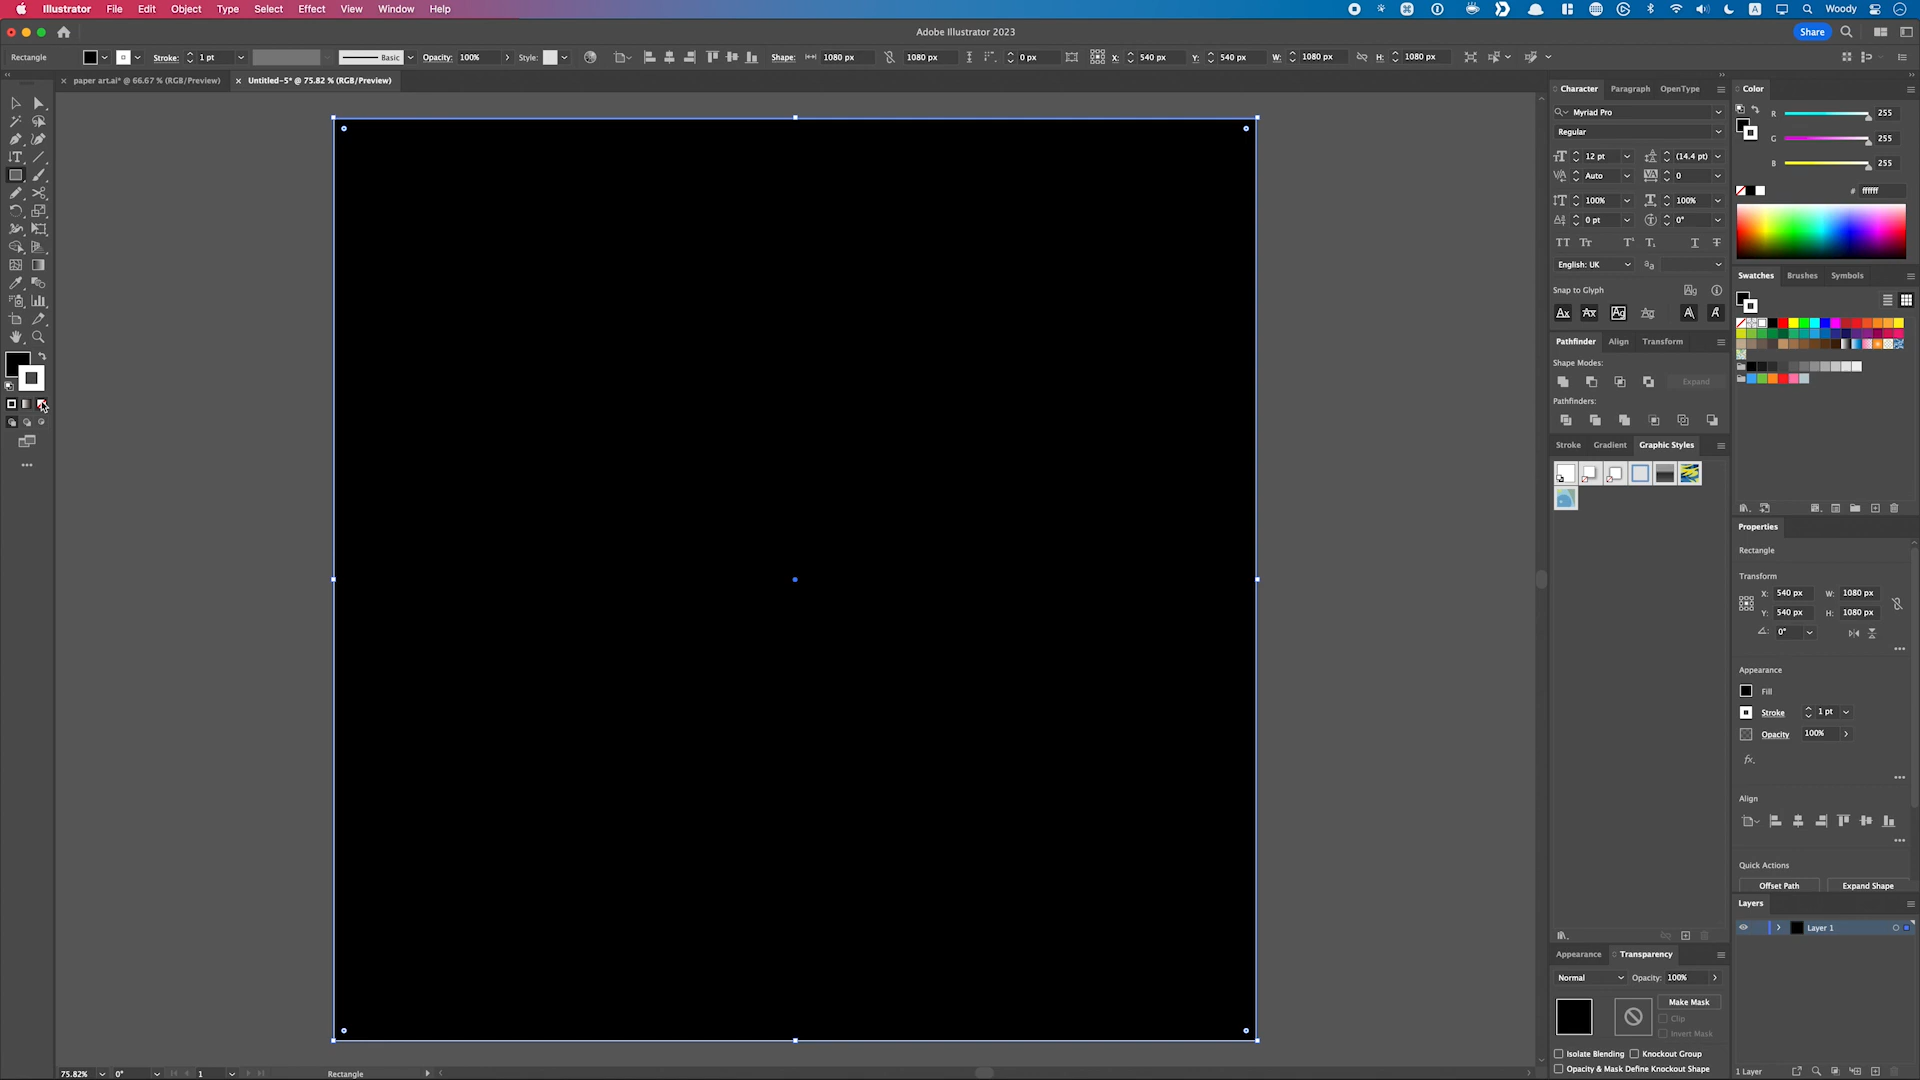 Illustrator File Edit Object Type Select Effect View Window Help Woody
Adobe Illustrator 2023 Share
Rectangle Stroke: 1 pt Basic Opacity: 100% Style: Shape: 1080 px 1080 px 0 px X: 540 px Y: 540 px W: 1080 px H: 1080 px
paper art.ai* @ 66.67 % (RGB/Preview) Untitled-5* @ 75.82 % (RGB/Preview)
Character Paragraph OpenType
Myriad Pro
Regular
12 pt (14.4 pt)
Auto 0
100% 100%
0 pt 0°
English: UK
Snap to Glyph
Pathfinder Align Transform
Shape Modes:
Expand
Pathfinders:
Stroke Gradient Graphic Styles
Appearance Transparency
Normal Opacity: 100%
Make Mask
Clip
Invert Mask
Isolate Blending Knockout Group
Opacity & Mask Define Knockout Shape
Color
R 255
G 255
B 255
# ffffff
Swatches Brushes Symbols
Properties
Rectangle
Transform
X: 540 px W: 1080 px
Y: 540 px H: 1080 px
0°
Appearance
Fill
Stroke 1 pt
Opacity 100%
fx.
Align
Quick Actions
Offset Path Expand Shape
Layers
Layer 1
1 Layer
75.82% 0° 1 Rectangle